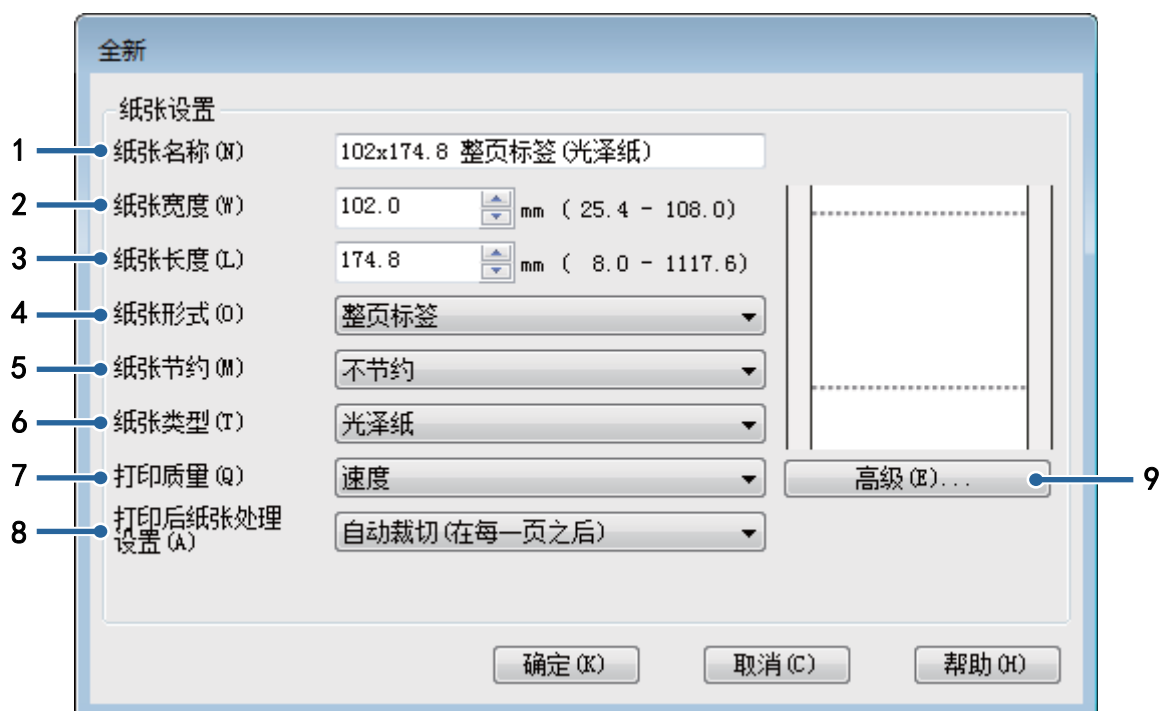 全新
纸张设置
1 纸张名称(N) 102x174.8 整页标签(光泽纸)
2 纸张宽度(W) 102.0 mm ( 25.4 - 108.0)
3 纸张长度(L) 174.8 mm ( 8.0 - 1117.6)
4 纸张形式(O) 整页标签
5 纸张节约(M) 不节约
6 纸张类型(T) 光泽纸
7 打印质量(Q) 速度 高级(E)... 9
8 打印后纸张处理
设置(A) 自动裁切(在每一页之后)
确定(K) 取消(C) 帮助(H)